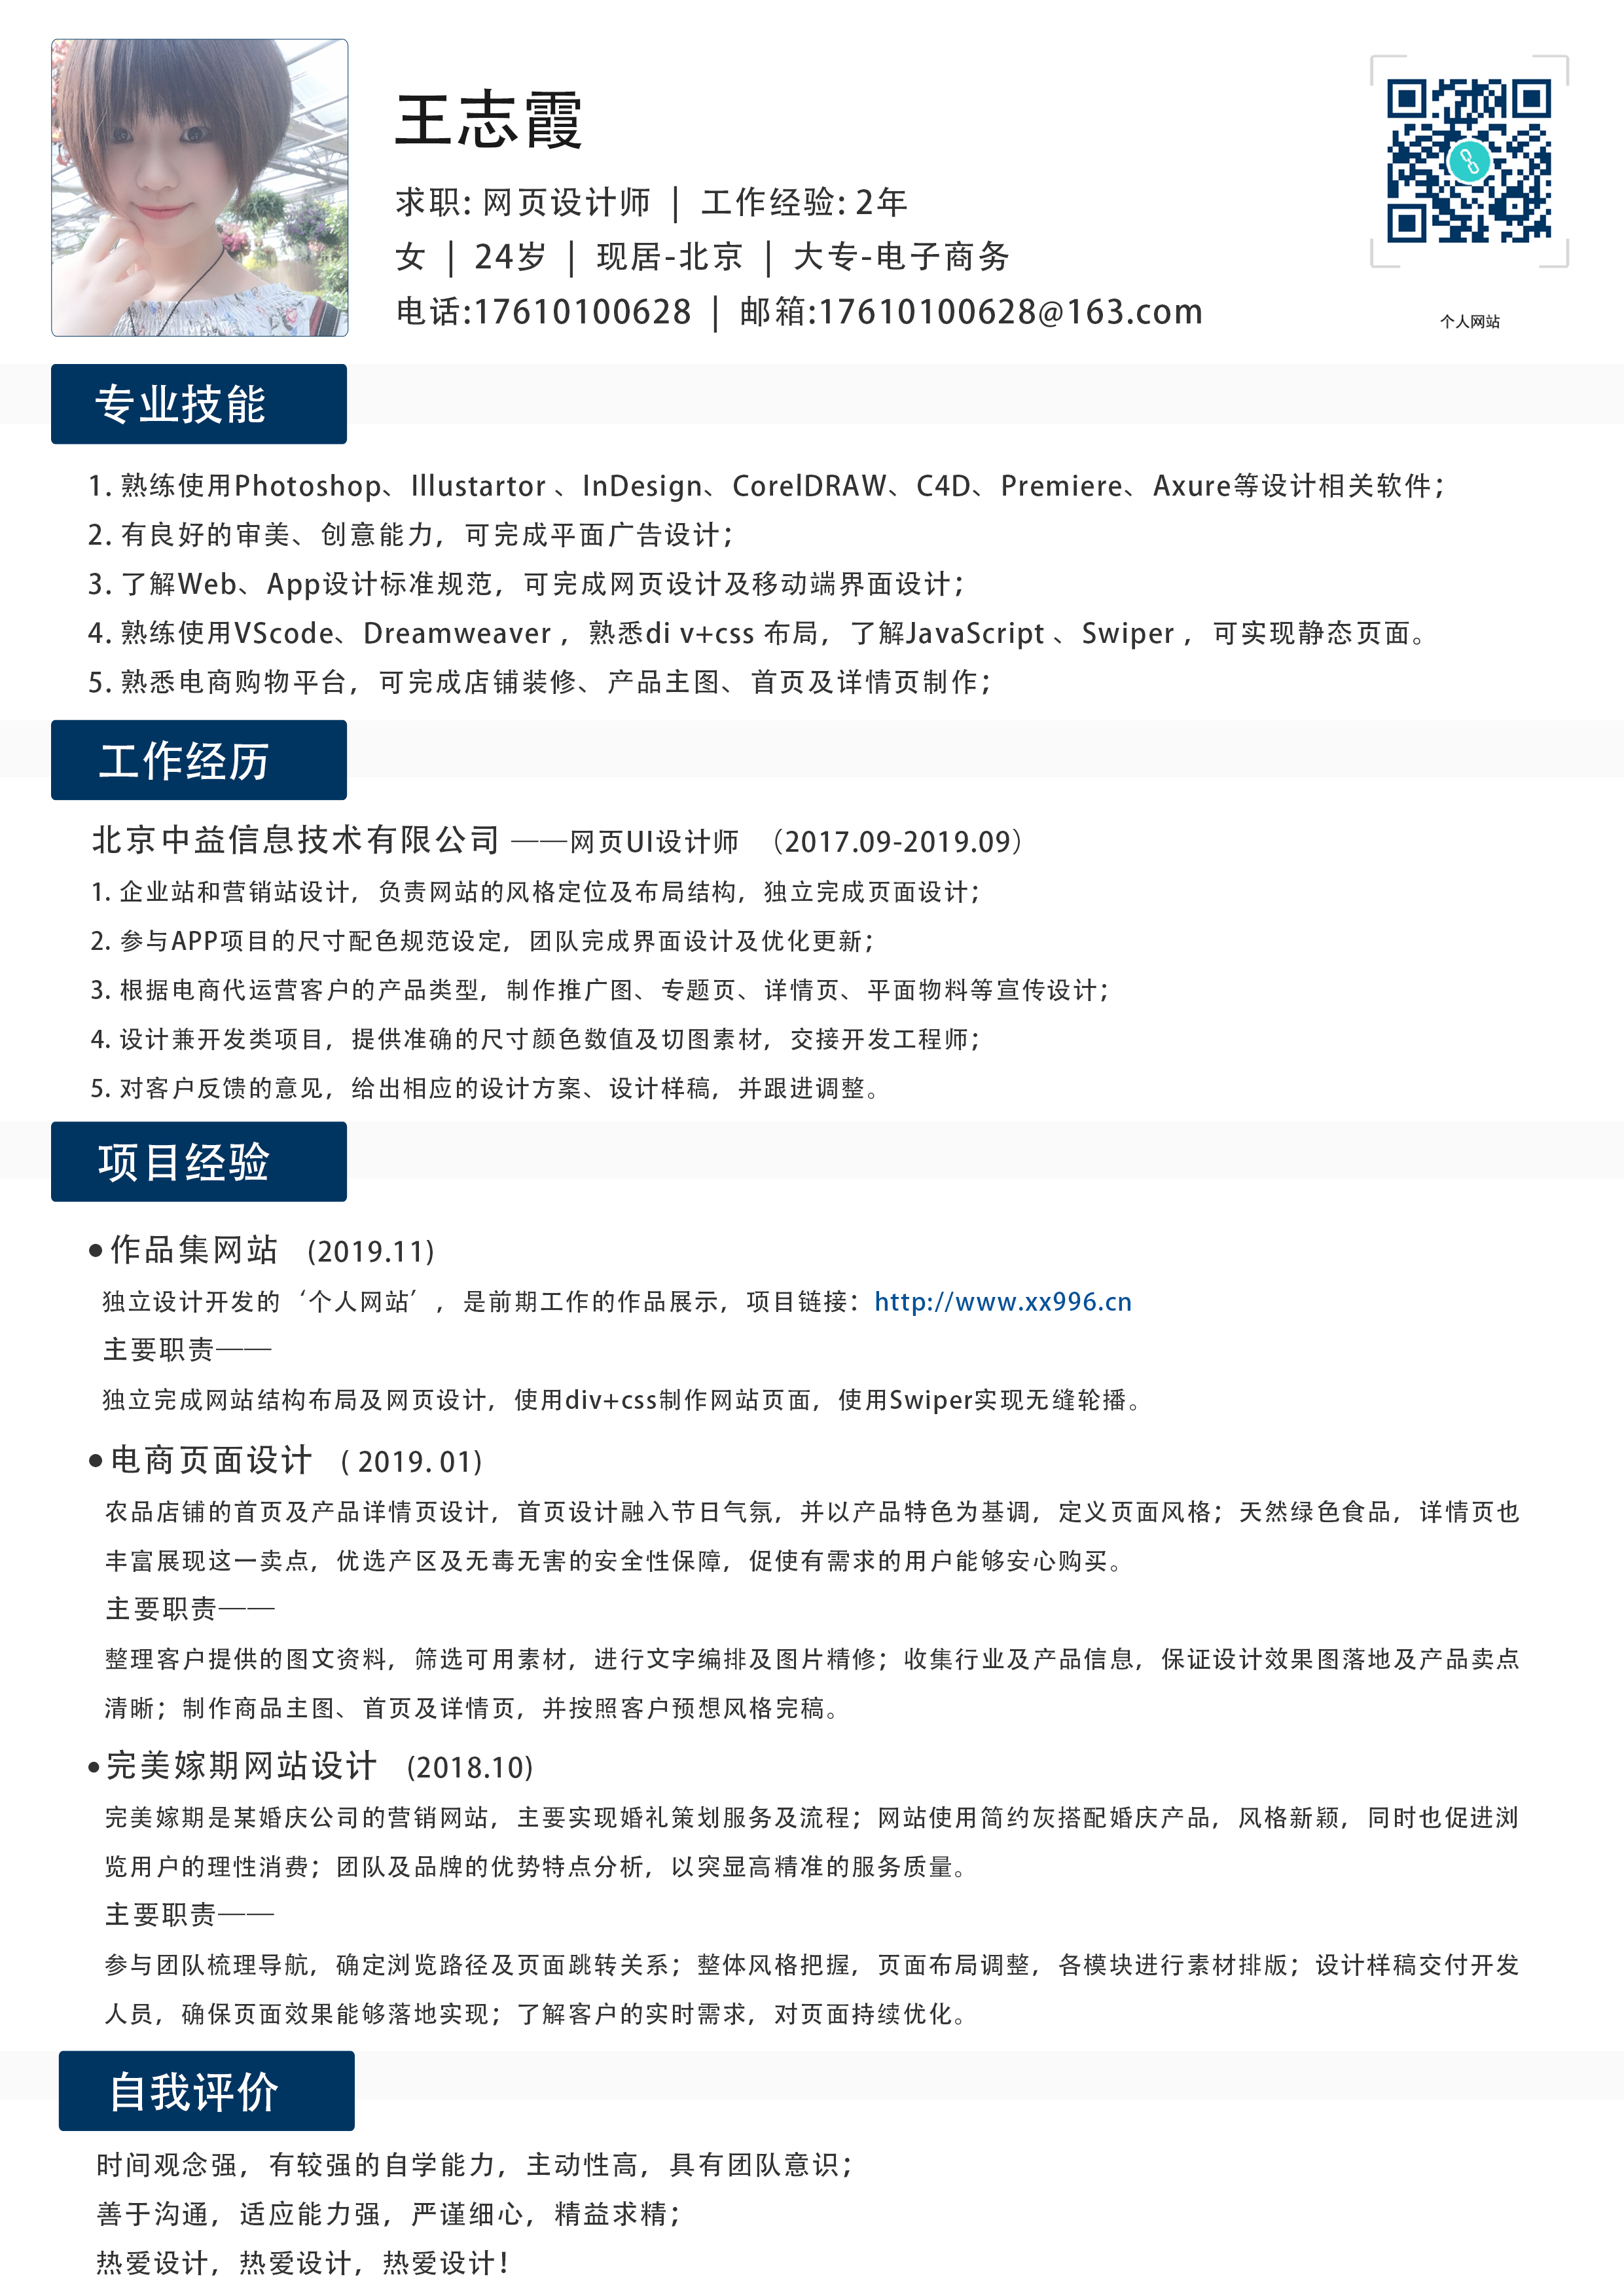 王志霞
求职: 网页设计师 | 工作经验: 2年
女 | 24岁 | 现居-北京 | 大专-电子商务
电话:17610100628 | 邮箱:17610100628@163.com
个人网站
专业技能
1. 熟练使用Photoshop、Illustartor 、InDesign、CorelDRAW、C4D、Premiere、Axure等设计相关软件；
2. 有良好的审美、创意能力，可完成平面广告设计；
3. 了解Web、App设计标准规范，可完成网页设计及移动端界面设计；
4. 熟练使用VScode、Dreamweaver ，熟悉di v+css 布局，了解JavaScript 、Swiper ，可实现静态页面。
5. 熟悉电商购物平台，可完成店铺装修、产品主图、首页及详情页制作；
工作经历
北京中益信息技术有限公司 ——网页UI设计师 （2017.09-2019.09）
1. 企业站和营销站设计，负责网站的风格定位及布局结构，独立完成页面设计；
2. 参与APP项目的尺寸配色规范设定，团队完成界面设计及优化更新；
3. 根据电商代运营客户的产品类型，制作推广图、专题页、详情页、平面物料等宣传设计；
4. 设计兼开发类项目，提供准确的尺寸颜色数值及切图素材，交接开发工程师；
5. 对客户反馈的意见，给出相应的设计方案、设计样稿，并跟进调整。
项目经验
●作品集网站 (2019.11)
独立设计开发的‘个人网站’，是前期工作的作品展示，项目链接：http://www.xx996.cn
主要职责——
独立完成网站结构布局及网页设计，使用div+css制作网站页面，使用Swiper实现无缝轮播。
●电商页面设计 ( 2019. 01)
农品店铺的首页及产品详情页设计，首页设计融入节日气氛，并以产品特色为基调，定义页面风格；天然绿色食品，详情页也
丰富展现这一卖点，优选产区及无毒无害的安全性保障，促使有需求的用户能够安心购买。
主要职责——
整理客户提供的图文资料，筛选可用素材，进行文字编排及图片精修；收集行业及产品信息，保证设计效果图落地及产品卖点
清晰；制作商品主图、首页及详情页，并按照客户预想风格完稿。
●完美嫁期网站设计 (2018.10)
完美嫁期是某婚庆公司的营销网站，主要实现婚礼策划服务及流程；网站使用简约灰搭配婚庆产品，风格新颖，同时也促进浏
览用户的理性消费；团队及品牌的优势特点分析，以突显高精准的服务质量。
主要职责——
参与团队梳理导航，确定浏览路径及页面跳转关系；整体风格把握，页面布局调整，各模块进行素材排版；设计样稿交付开发
人员，确保页面效果能够落地实现；了解客户的实时需求，对页面持续优化。
自我评价
时间观念强，有较强的自学能力，主动性高，具有团队意识；
善于沟通，适应能力强，严谨细心，精益求精；
热爱设计，热爱设计，热爱设计！